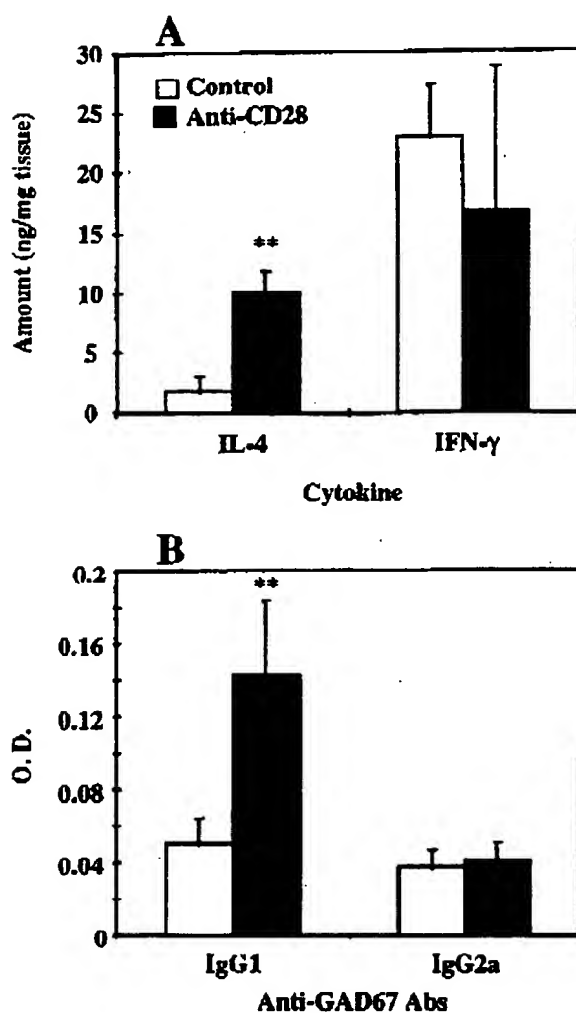 A
30
25
20
15
10
5
0
Amount (ng/mg tissue)
Control
Anti-CD28
**
IL-4
IFN-γ
Cytokine
B
0.2
0.16
0.12
0.08
0.04
0
O. D.
**
IgG1
IgG2a
Anti-GAD67 Abs